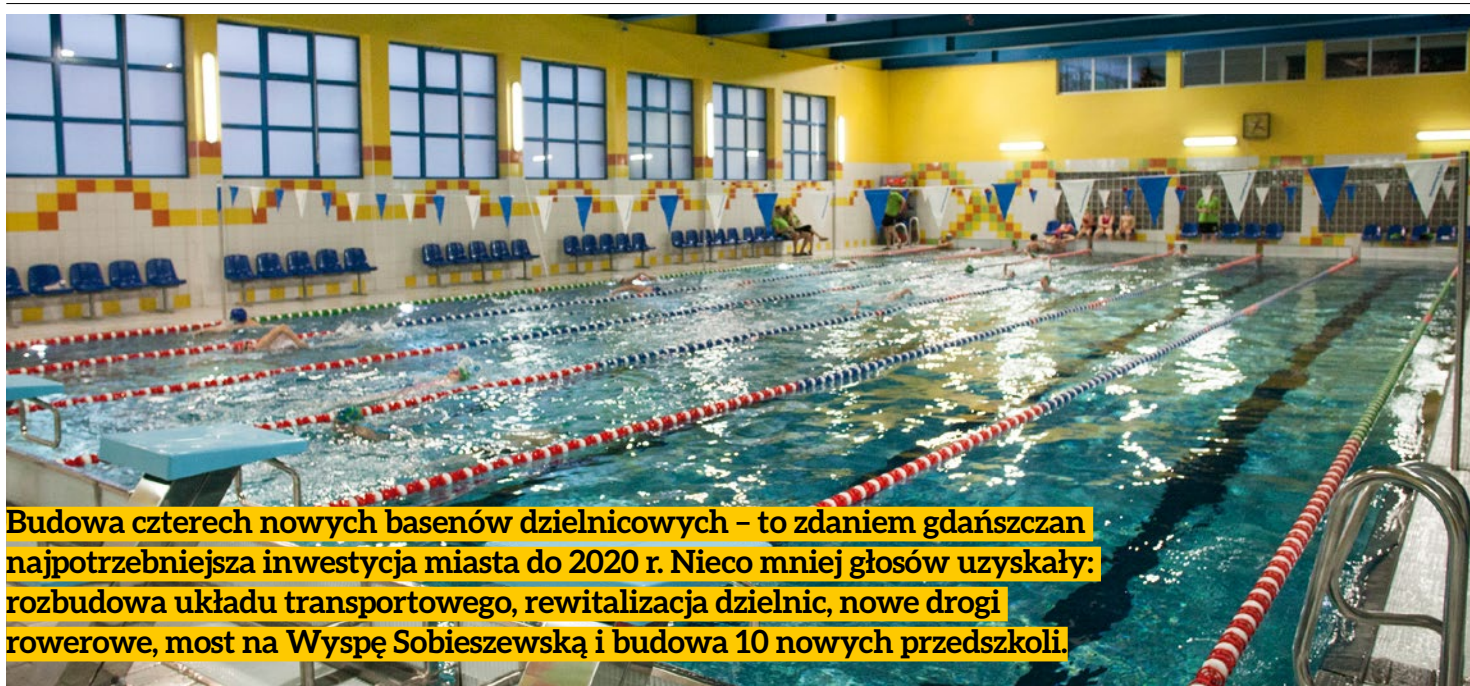 Budowa czterech nowych basenów dzielnicowych – to zdaniem gdańszczan
najpotrzebniejsza inwestycja miasta do 2020 r. Nieco mniej głosów uzyskały:
rozbudowa układu transportowego, rewitalizacja dzielnic, nowe drogi
rowerowe, most na Wyspę Sobieszewską i budowa 10 nowych przedszkoli.